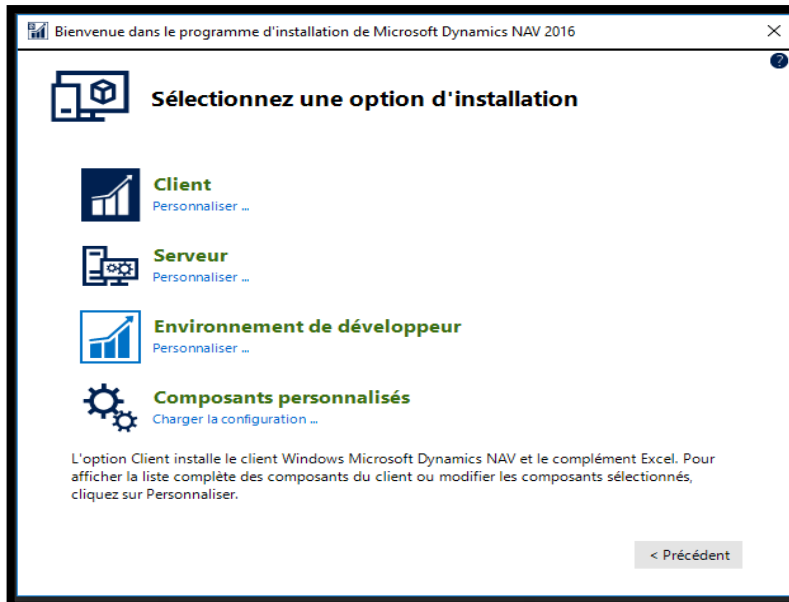 Bienvenue dans le programme d'installation de Microsoft Dynamics NAV 2016
?
Sélectionnez une option d'installation
Client
Personnaliser ...
Serveur
Personnaliser ...
Environnement de développeur
Personnaliser ...
Composants personnalisés
Charger la configuration ...
L'option Client installe le client Windows Microsoft Dynamics NAV et le complément Excel. Pour
afficher la liste complète des composants du client ou modifier les composants sélectionnés,
cliquez sur Personnaliser.
< Précédent